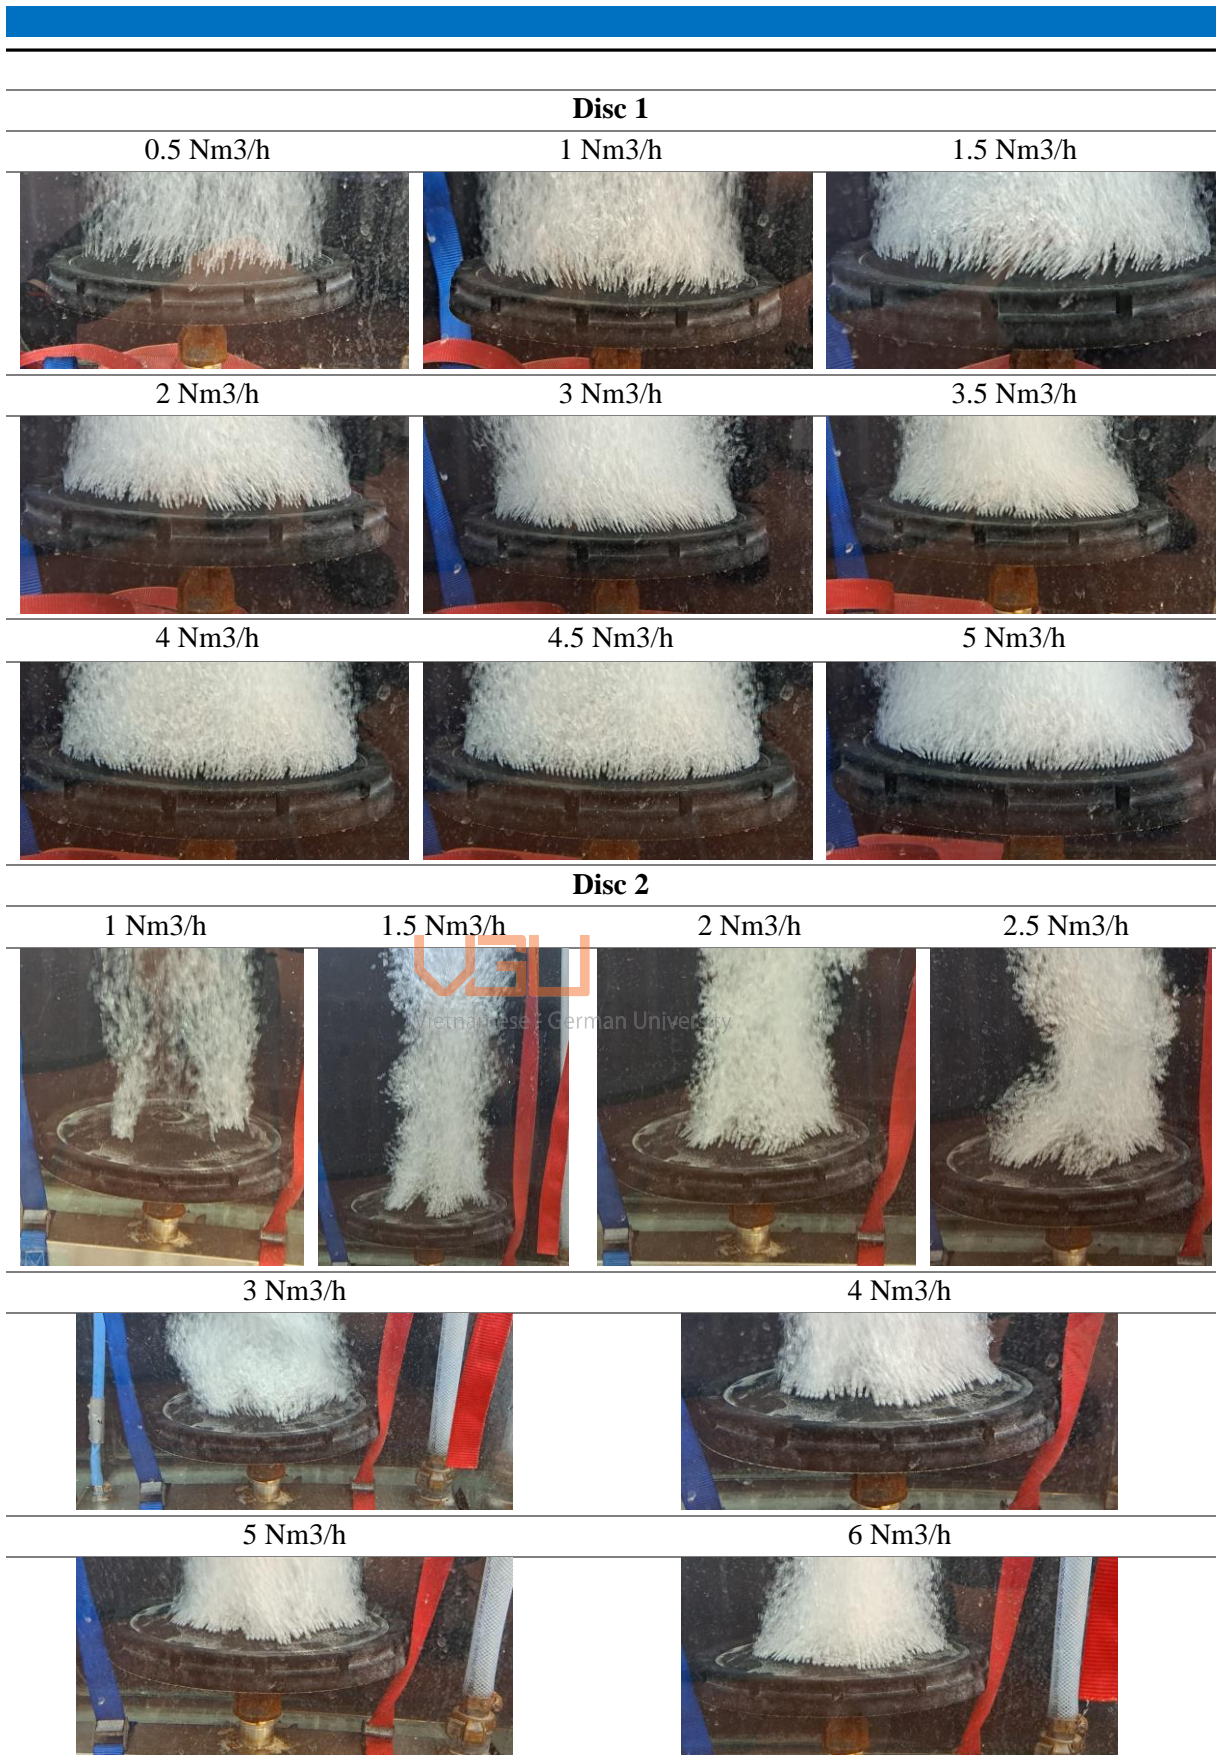 Disc 1
0.5 Nm3/h 1 Nm3/h 1.5 Nm3/h
2 Nm3/h 3 Nm3/h 3.5 Nm3/h
4 Nm3/h 4.5 Nm3/h 5 Nm3/h
Disc 2
1 Nm3/h 1.5 Nm3/h 2 Nm3/h 2.5 Nm3/h
VGU
Vietnamese - German University
3 Nm3/h 4 Nm3/h
5 Nm3/h 6 Nm3/h